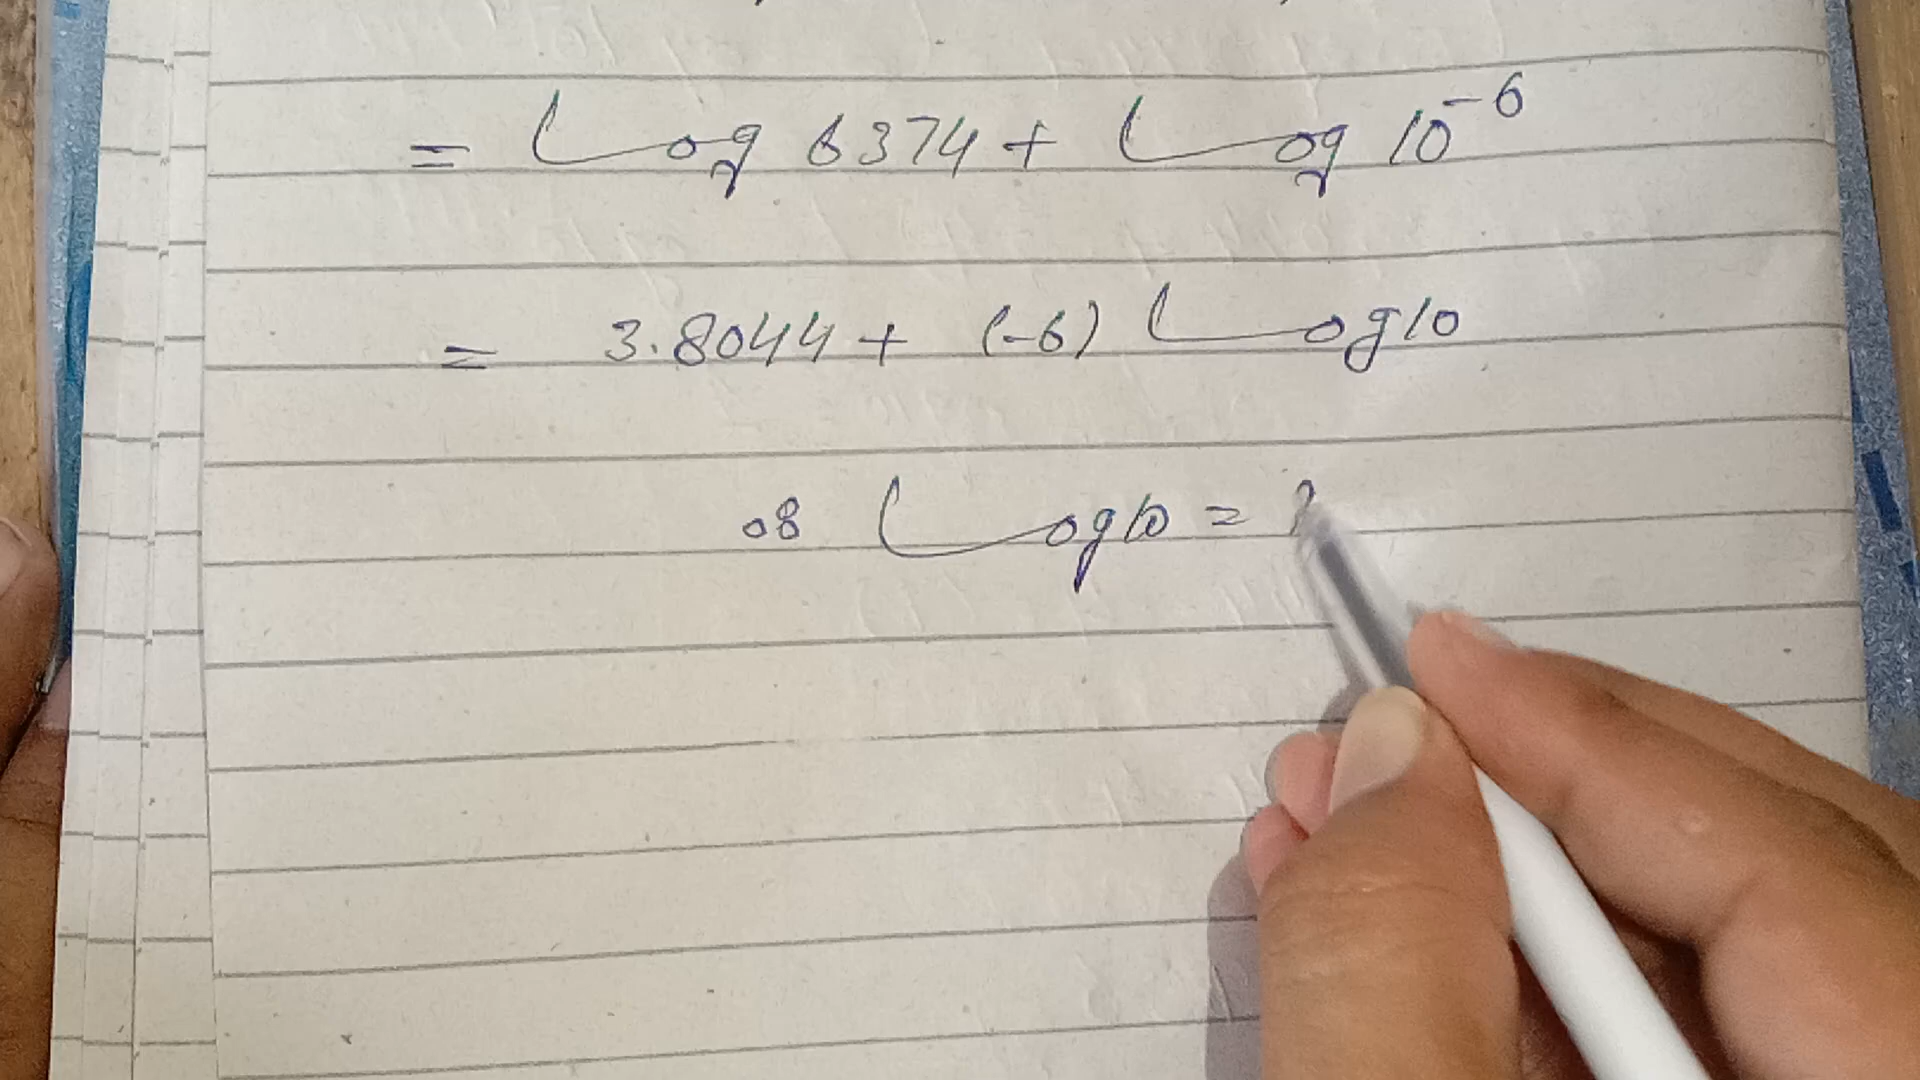 = Log 6374 + Log 10⁻⁶
= 3.8044 + (-6) Log10
∵ Log10 =